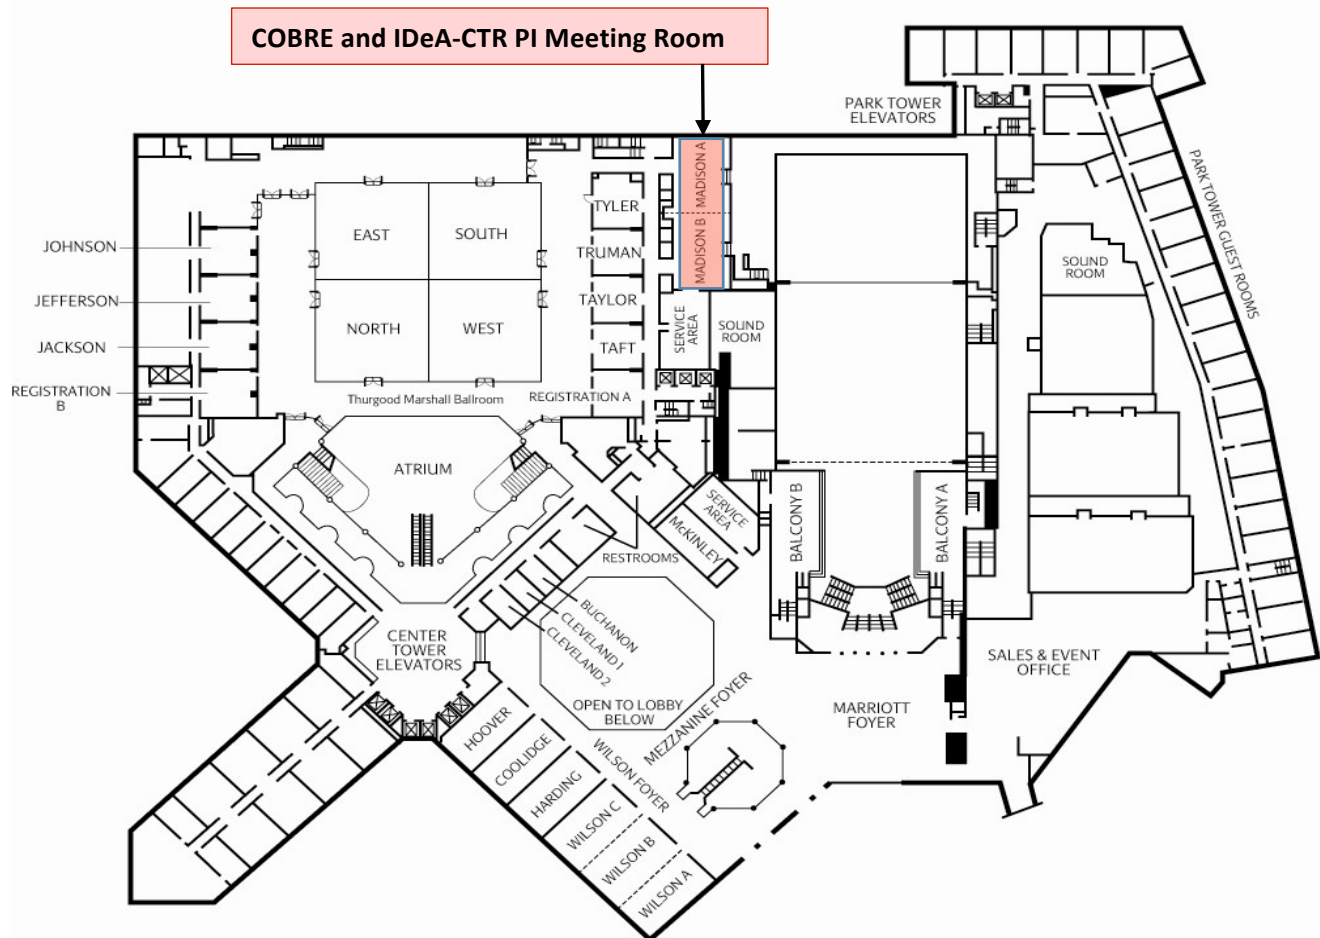 COBRE and IDeA-CTR PI Meeting Room
PARK TOWER
ELEVATORS
PARK TOWER GUEST ROOMS
MADISON A
MADISON B
TYLER
TRUMAN
TAYLOR
TAFT
EAST
SOUTH
NORTH
WEST
JOHNSON
JEFFERSON
JACKSON
REGISTRATION
B
Thurgood Marshall Ballroom
REGISTRATION A
SERVICE
AREA
SOUND
ROOM
SOUND
ROOM
ATRIUM
SERVICE
AREA
McKINLEY
RESTROOMS
BALCONY B
BALCONY A
BUCHANON
CLEVELAND 1
CLEVELAND 2
CENTER
TOWER
ELEVATORS
OPEN TO LOBBY
BELOW
SALES & EVENT
OFFICE
MARRIOTT
FOYER
MEZZANINE FOYER
WILSON FOYER
HOOVER
COOLIDGE
HARDING
WILSON C
WILSON B
WILSON A